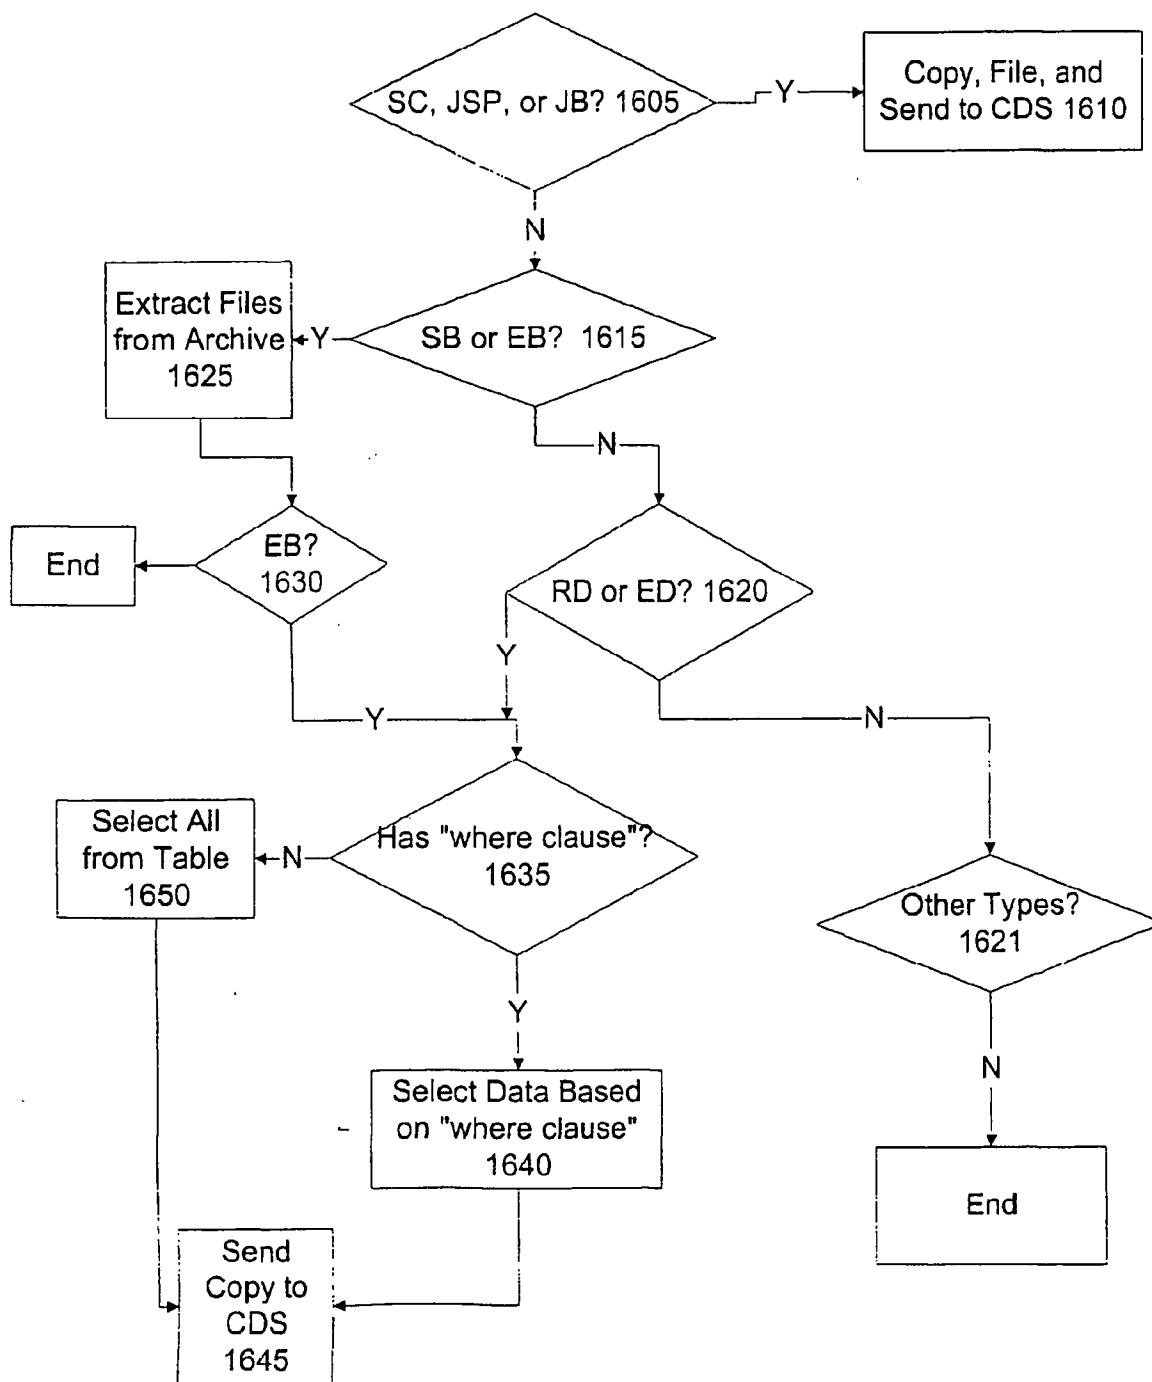 SC, JSP, or JB? 1605
Y
Copy, File, and
Send to CDS 1610
N
Extract Files
from Archive
1625
Y
SB or EB? 1615
N
End
EB?
1630
RD or ED? 1620
Y
Y
N
Select All
from Table
1650
N
Has "where clause"?
1635
Other Types?
1621
Y
N
Select Data Based
on "where clause"
1640
End
Send
Copy to
CDS
1645